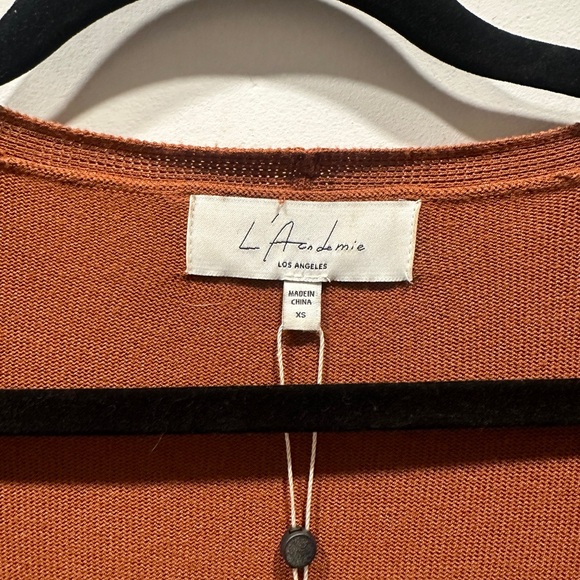 L'Academie
LOS ANGELES
MADE IN
CHINA
XS